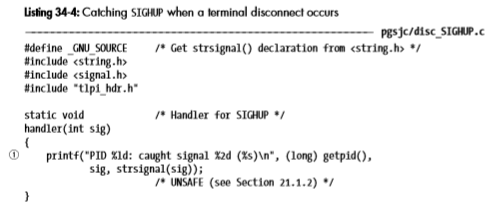 Listing 34-4: Catching SIGHUP when a terminal disconnect occurs
pgsjc/disc_SIGHUP.c
#define _GNU_SOURCE /* Get strsignal() declaration from <string.h> */
#include <string.h>
#include <signal.h>
#include "tlpi_hdr.h"
static void /* Handler for SIGHUP */
handler(int sig)
{
① printf("PID %ld: caught signal %2d (%s)\n", (long) getpid(),
sig, strsignal(sig));
/* UNSAFE (see Section 21.1.2) */
}